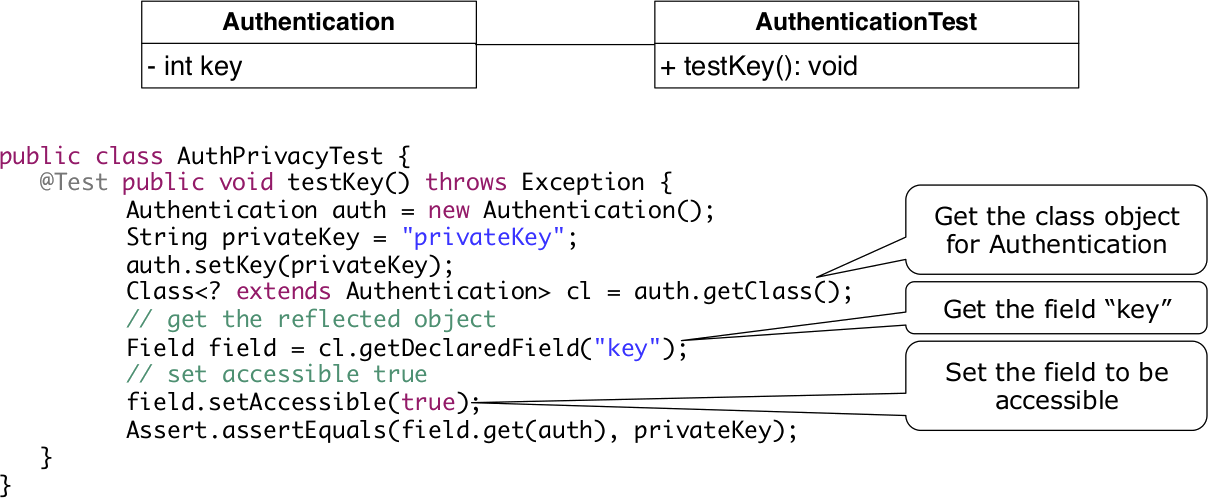 Authentication
- int key
AuthenticationTest
+ testKey(): void
public class AuthPrivacyTest {
@Test public void testKey() throws Exception {
Authentication auth = new Authentication();
String privateKey = "privateKey";
auth.setKey(privateKey);
Class<? extends Authentication> cl = auth.getClass();
// get the reflected object
Field field = cl.getDeclaredField("key");
// set accessible true
field.setAccessible(true);
Assert.assertEquals(field.get(auth), privateKey);
}
}
Get the class object
for Authentication
Get the field “key”
Set the field to be
accessible